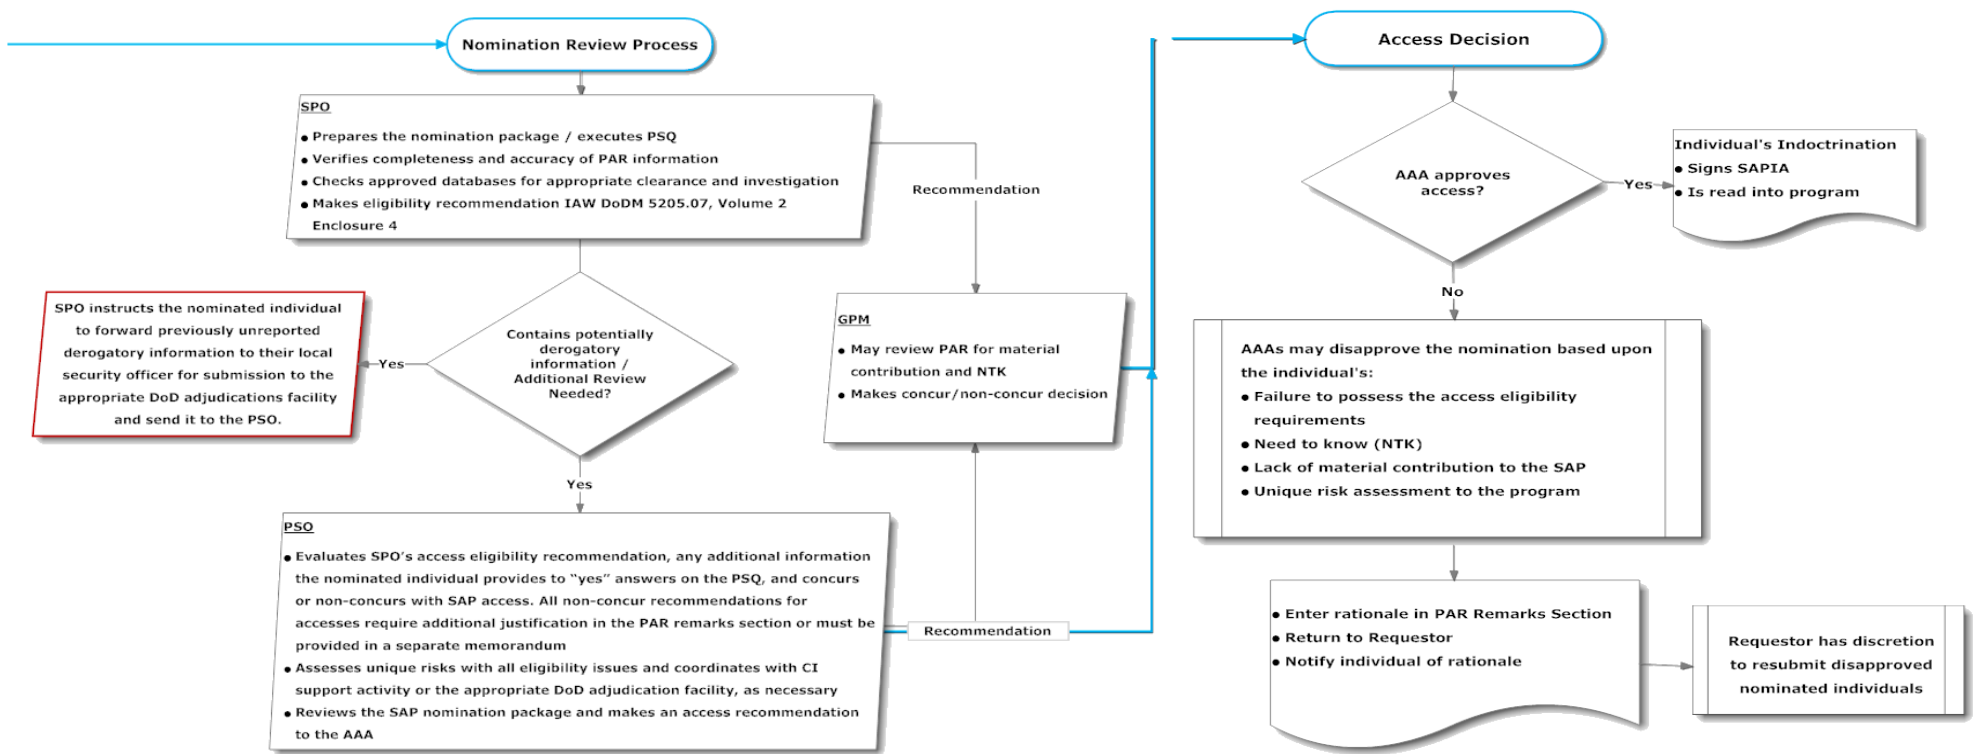 Nomination Review Process
SPO
● Prepares the nomination package / executes PSQ
● Verifies completeness and accuracy of PAR information
● Checks approved databases for appropriate clearance and investigation
● Makes eligibility recommendation IAW DoDM 5205.07, Volume 2
Enclosure 4
Recommendation
SPO instructs the nominated individual
to forward previously unreported
derogatory information to their local
security officer for submission to the
appropriate DoD adjudications facility
and send it to the PSO.
Yes
Contains potentially
derogatory
information /
Additional Review
Needed?
Yes
GPM
● May review PAR for material
contribution and NTK
● Makes concur/non-concur decision
PSO
● Evaluates SPO’s access eligibility recommendation, any additional information
the nominated individual provides to “yes” answers on the PSQ, and concurs
or non-concurs with SAP access. All non-concur recommendations for
accesses require additional justification in the PAR remarks section or must be
provided in a separate memorandum
● Assesses unique risks with all eligibility issues and coordinates with CI
support activity or the appropriate DoD adjudication facility, as necessary
● Reviews the SAP nomination package and makes an access recommendation
to the AAA
Recommendation
Access Decision
AAA approves
access?
Yes
Individual's Indoctrination
● Signs SAPIA
● Is read into program
No
AAAs may disapprove the nomination based upon
the individual's:
● Failure to possess the access eligibility
requirements
● Need to know (NTK)
● Lack of material contribution to the SAP
● Unique risk assessment to the program
● Enter rationale in PAR Remarks Section
● Return to Requestor
● Notify individual of rationale
Requestor has discretion
to resubmit disapproved
nominated individuals